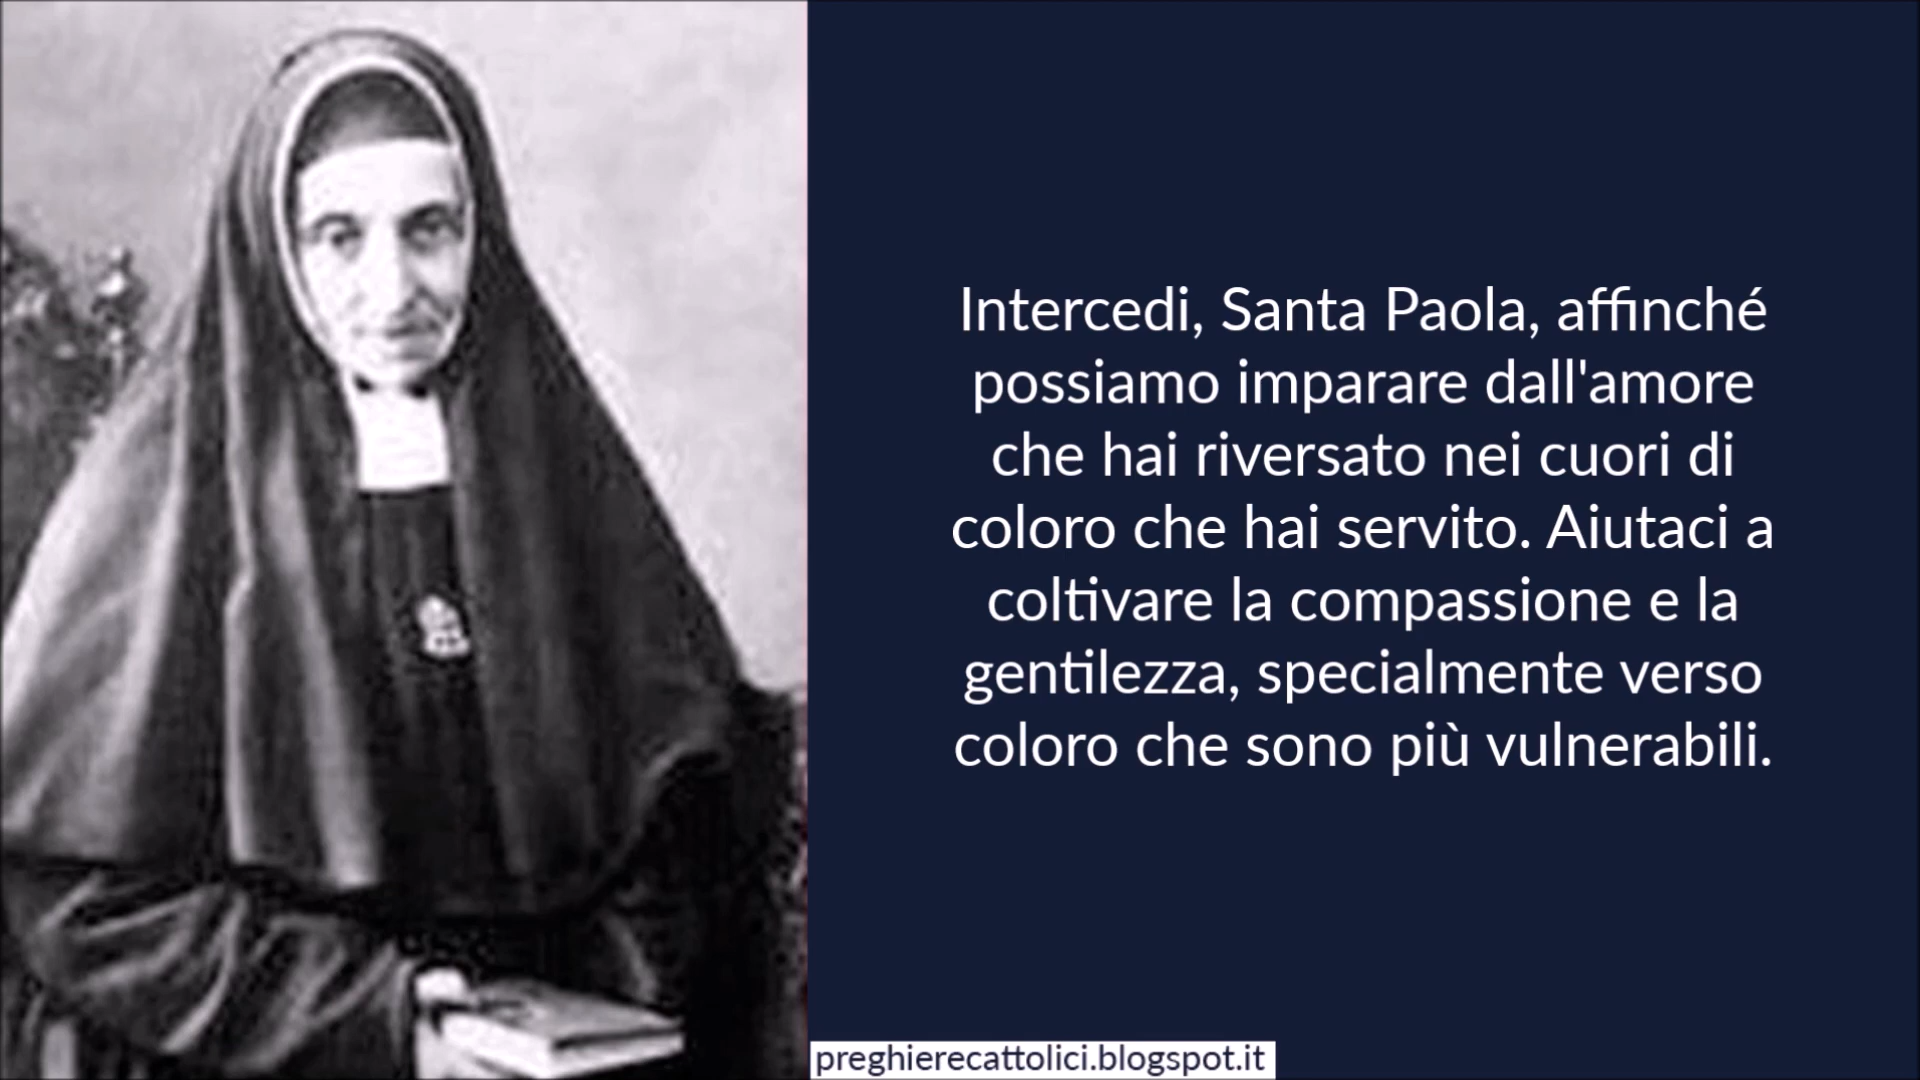 Intercedi, Santa Paola, affinché
possiamo imparare dall'amore
che hai riversato nei cuori di
coloro che hai servito. Aiutaci a
coltivare la compassione e la
gentilezza, specialmente verso
coloro che sono più vulnerabili.
preghierecattolici.blogspot.it